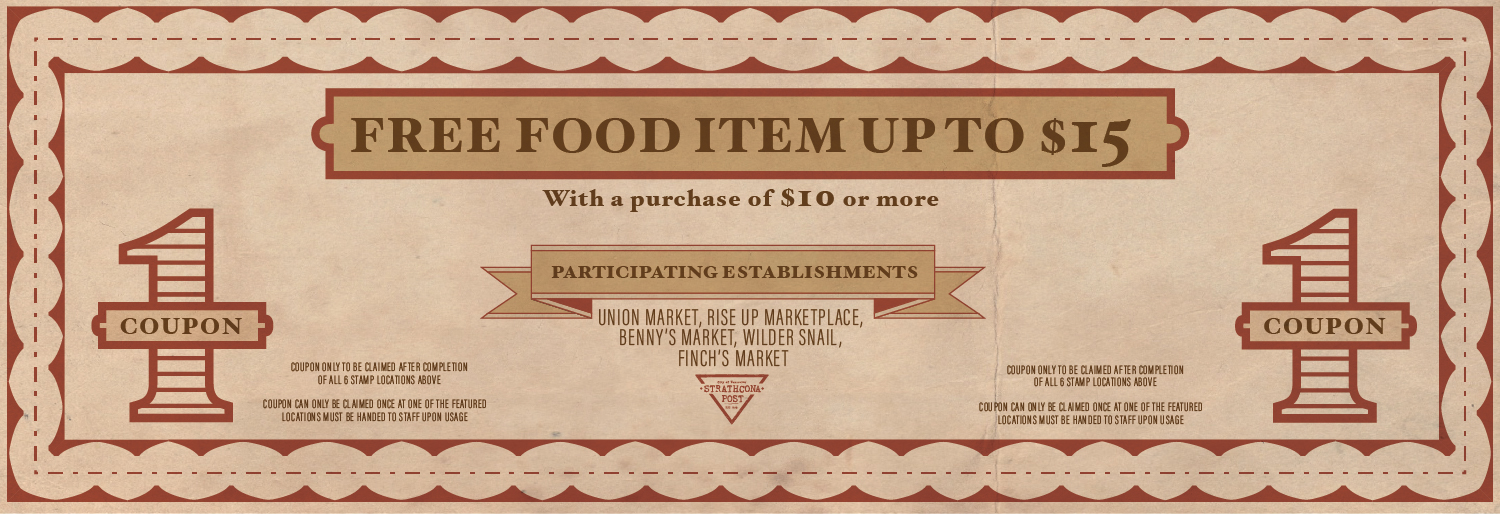 FREE FOOD ITEM UP TO $15
With a purchase of $10 or more
PARTICIPATING ESTABLISHMENTS
UNION MARKET, RISE UP MARKETPLACE,
BENNY'S MARKET, WILDER SNAIL,
FINCH'S MARKET
1
COUPON
COUPON ONLY TO BE CLAIMED AFTER COMPLETION
OF ALL 6 STAMP LOCATIONS ABOVE
COUPON CAN ONLY BE CLAIMED ONCE AT ONE OF THE FEATURED
LOCATIONS MUST BE HANDED TO STAFF UPON USAGE
City of Vancouver
STRATHCONA
POST
COUPON ONLY TO BE CLAIMED AFTER COMPLETION
OF ALL 6 STAMP LOCATIONS ABOVE
COUPON CAN ONLY BE CLAIMED ONCE AT ONE OF THE FEATURED
LOCATIONS MUST BE HANDED TO STAFF UPON USAGE
1
COUPON